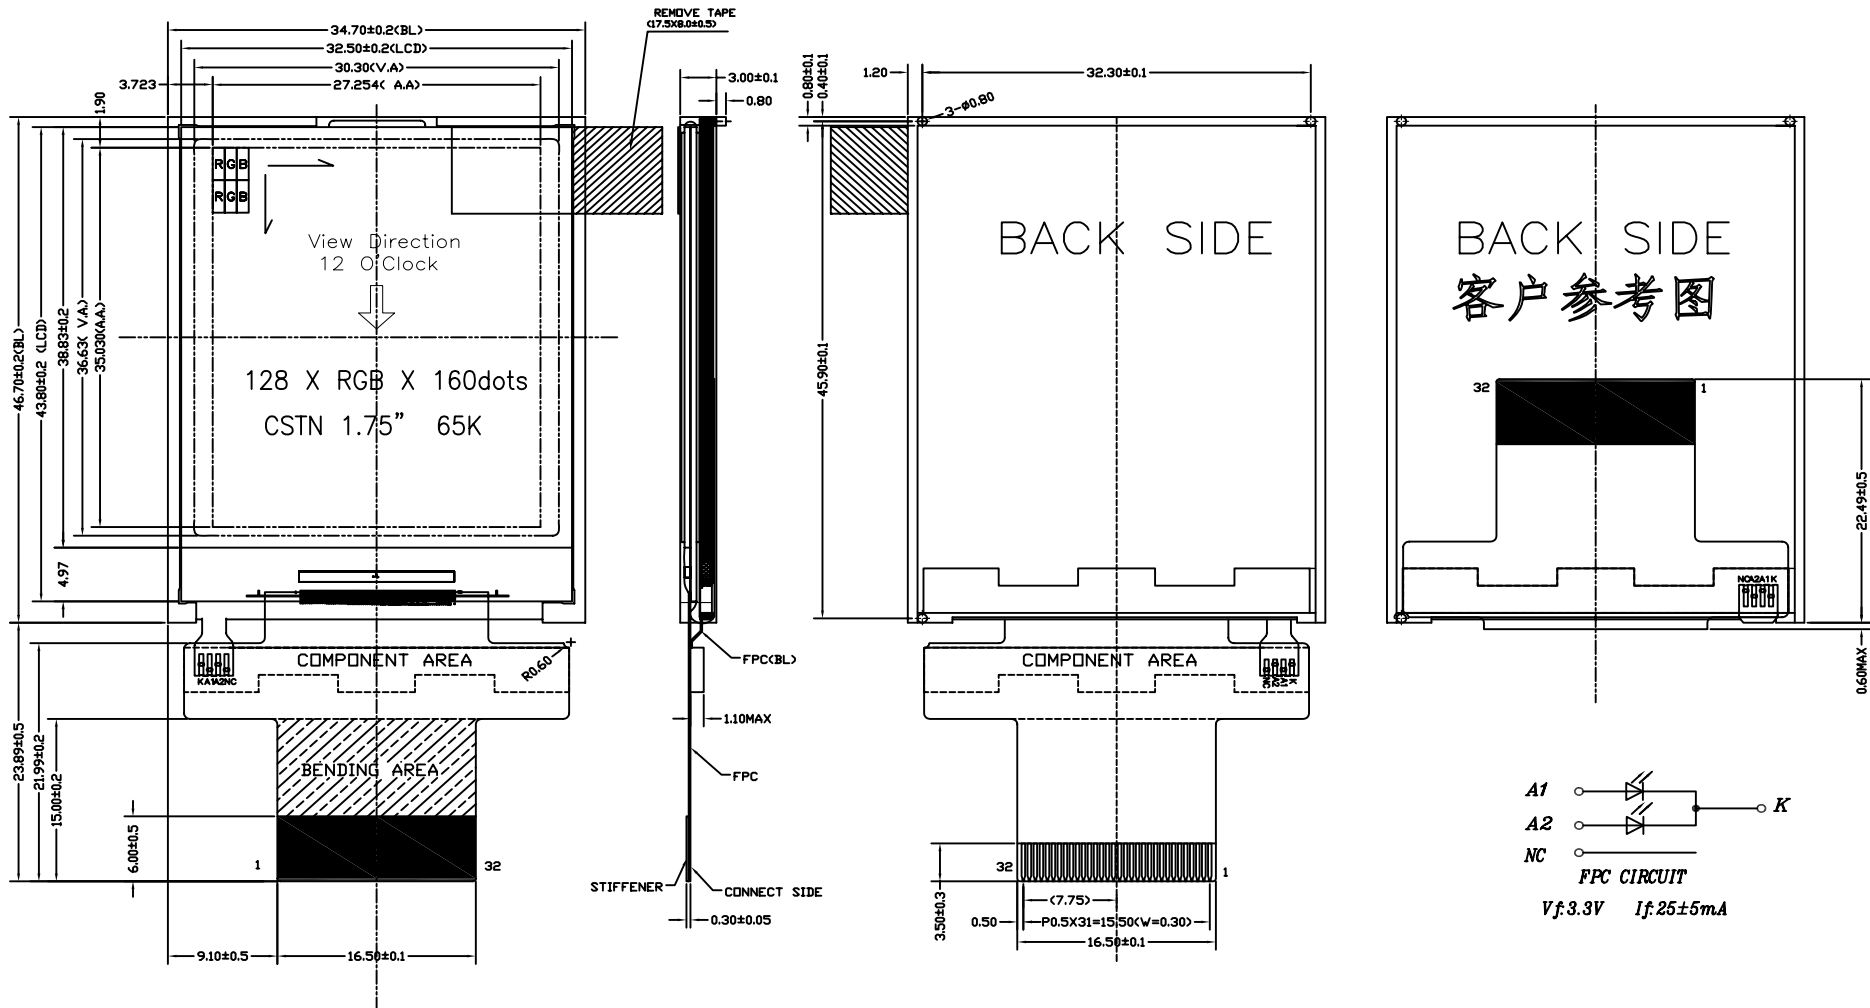 34.70±0.2(BL)
32.50±0.2(LCD)
30.30(V.A)
3.723
27.254( A.A)
1.90
REMOVE TAPE
(17.5X8.0±0.5)
R G B
R G B
View Direction
12 O'Clock
128 X RGB X 160dots
CSTN 1.75” 65K
46.70±0.2(BL)
43.80±0.2 (LCD)
38.83±0.2
36.63( V.A.)
35.030(A.A.)
4.97
COMPONENT AREA
KA1A2NC
R0.60
BENDING AREA
23.89±0.5
21.99±0.2
15.00±0.2
6.00±0.5
1
32
9.10±0.5
16.50±0.1
3.00±0.1
0.80
FPC(BL)
1.10MAX
FPC
STIFFENER
CONNECT SIDE
0.30±0.05
1.20
0.80±0.1
0.40±0.1
32.30±0.1
3-ø0.80
BACK SIDE
45.90±0.1
COMPONENT AREA
NC A2 A1 K
32
1
3.50±0.3
(7.75)
0.50
P0.5X31=15.50(W=0.30)
16.50±0.1
BACK SIDE
客户参考图
32
1
NCA2A1K
22.49±0.5
0.60MAX
A1
K
A2
NC
FPC CIRCUIT
Vf:3.3V If:25±5mA